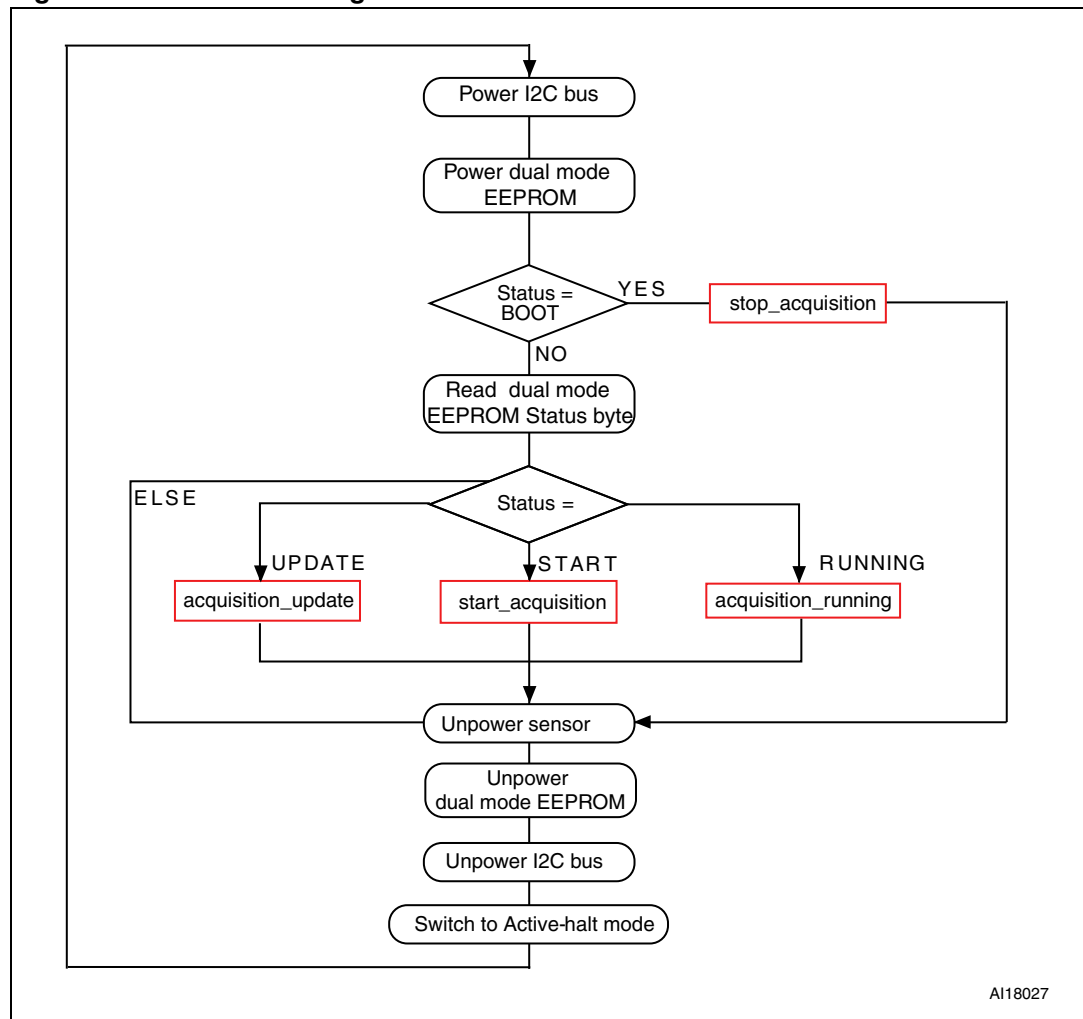 Power I2C bus
Power dual mode
EEPROM
Status =
BOOT
YES
stop_acquisition
NO
Read dual mode
EEPROM Status byte
ELSE
Status =
UPDATE
START
RUNNING
acquisition_update
start_acquisition
acquisition_running
Unpower sensor
Unpower
dual mode EEPROM
Unpower I2C bus
Switch to Active-halt mode
AI18027